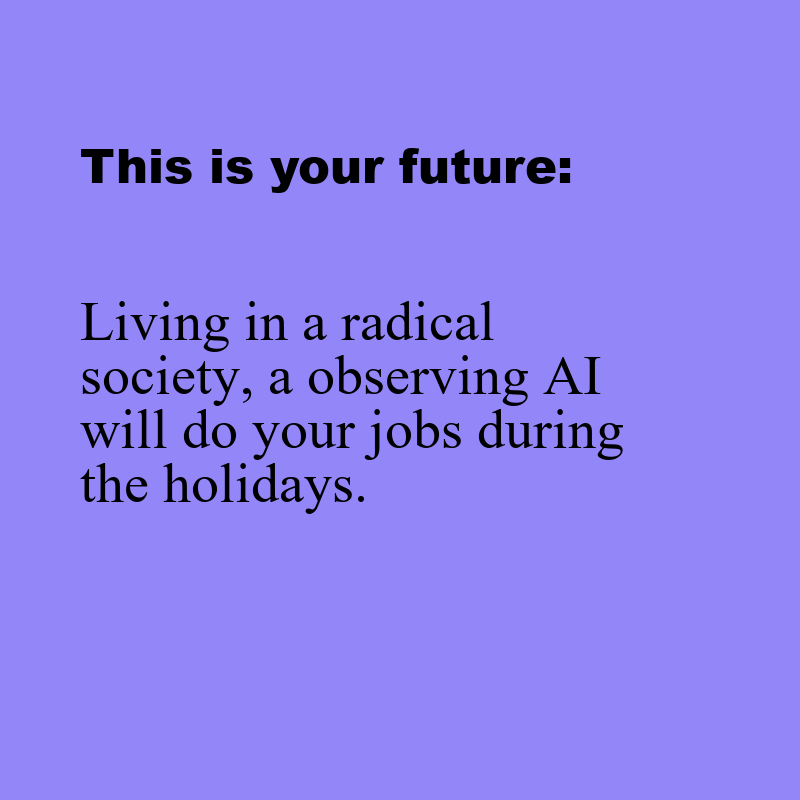 This is your future:
Living in a radical
society, a observing AI
will do your jobs during
the holidays.